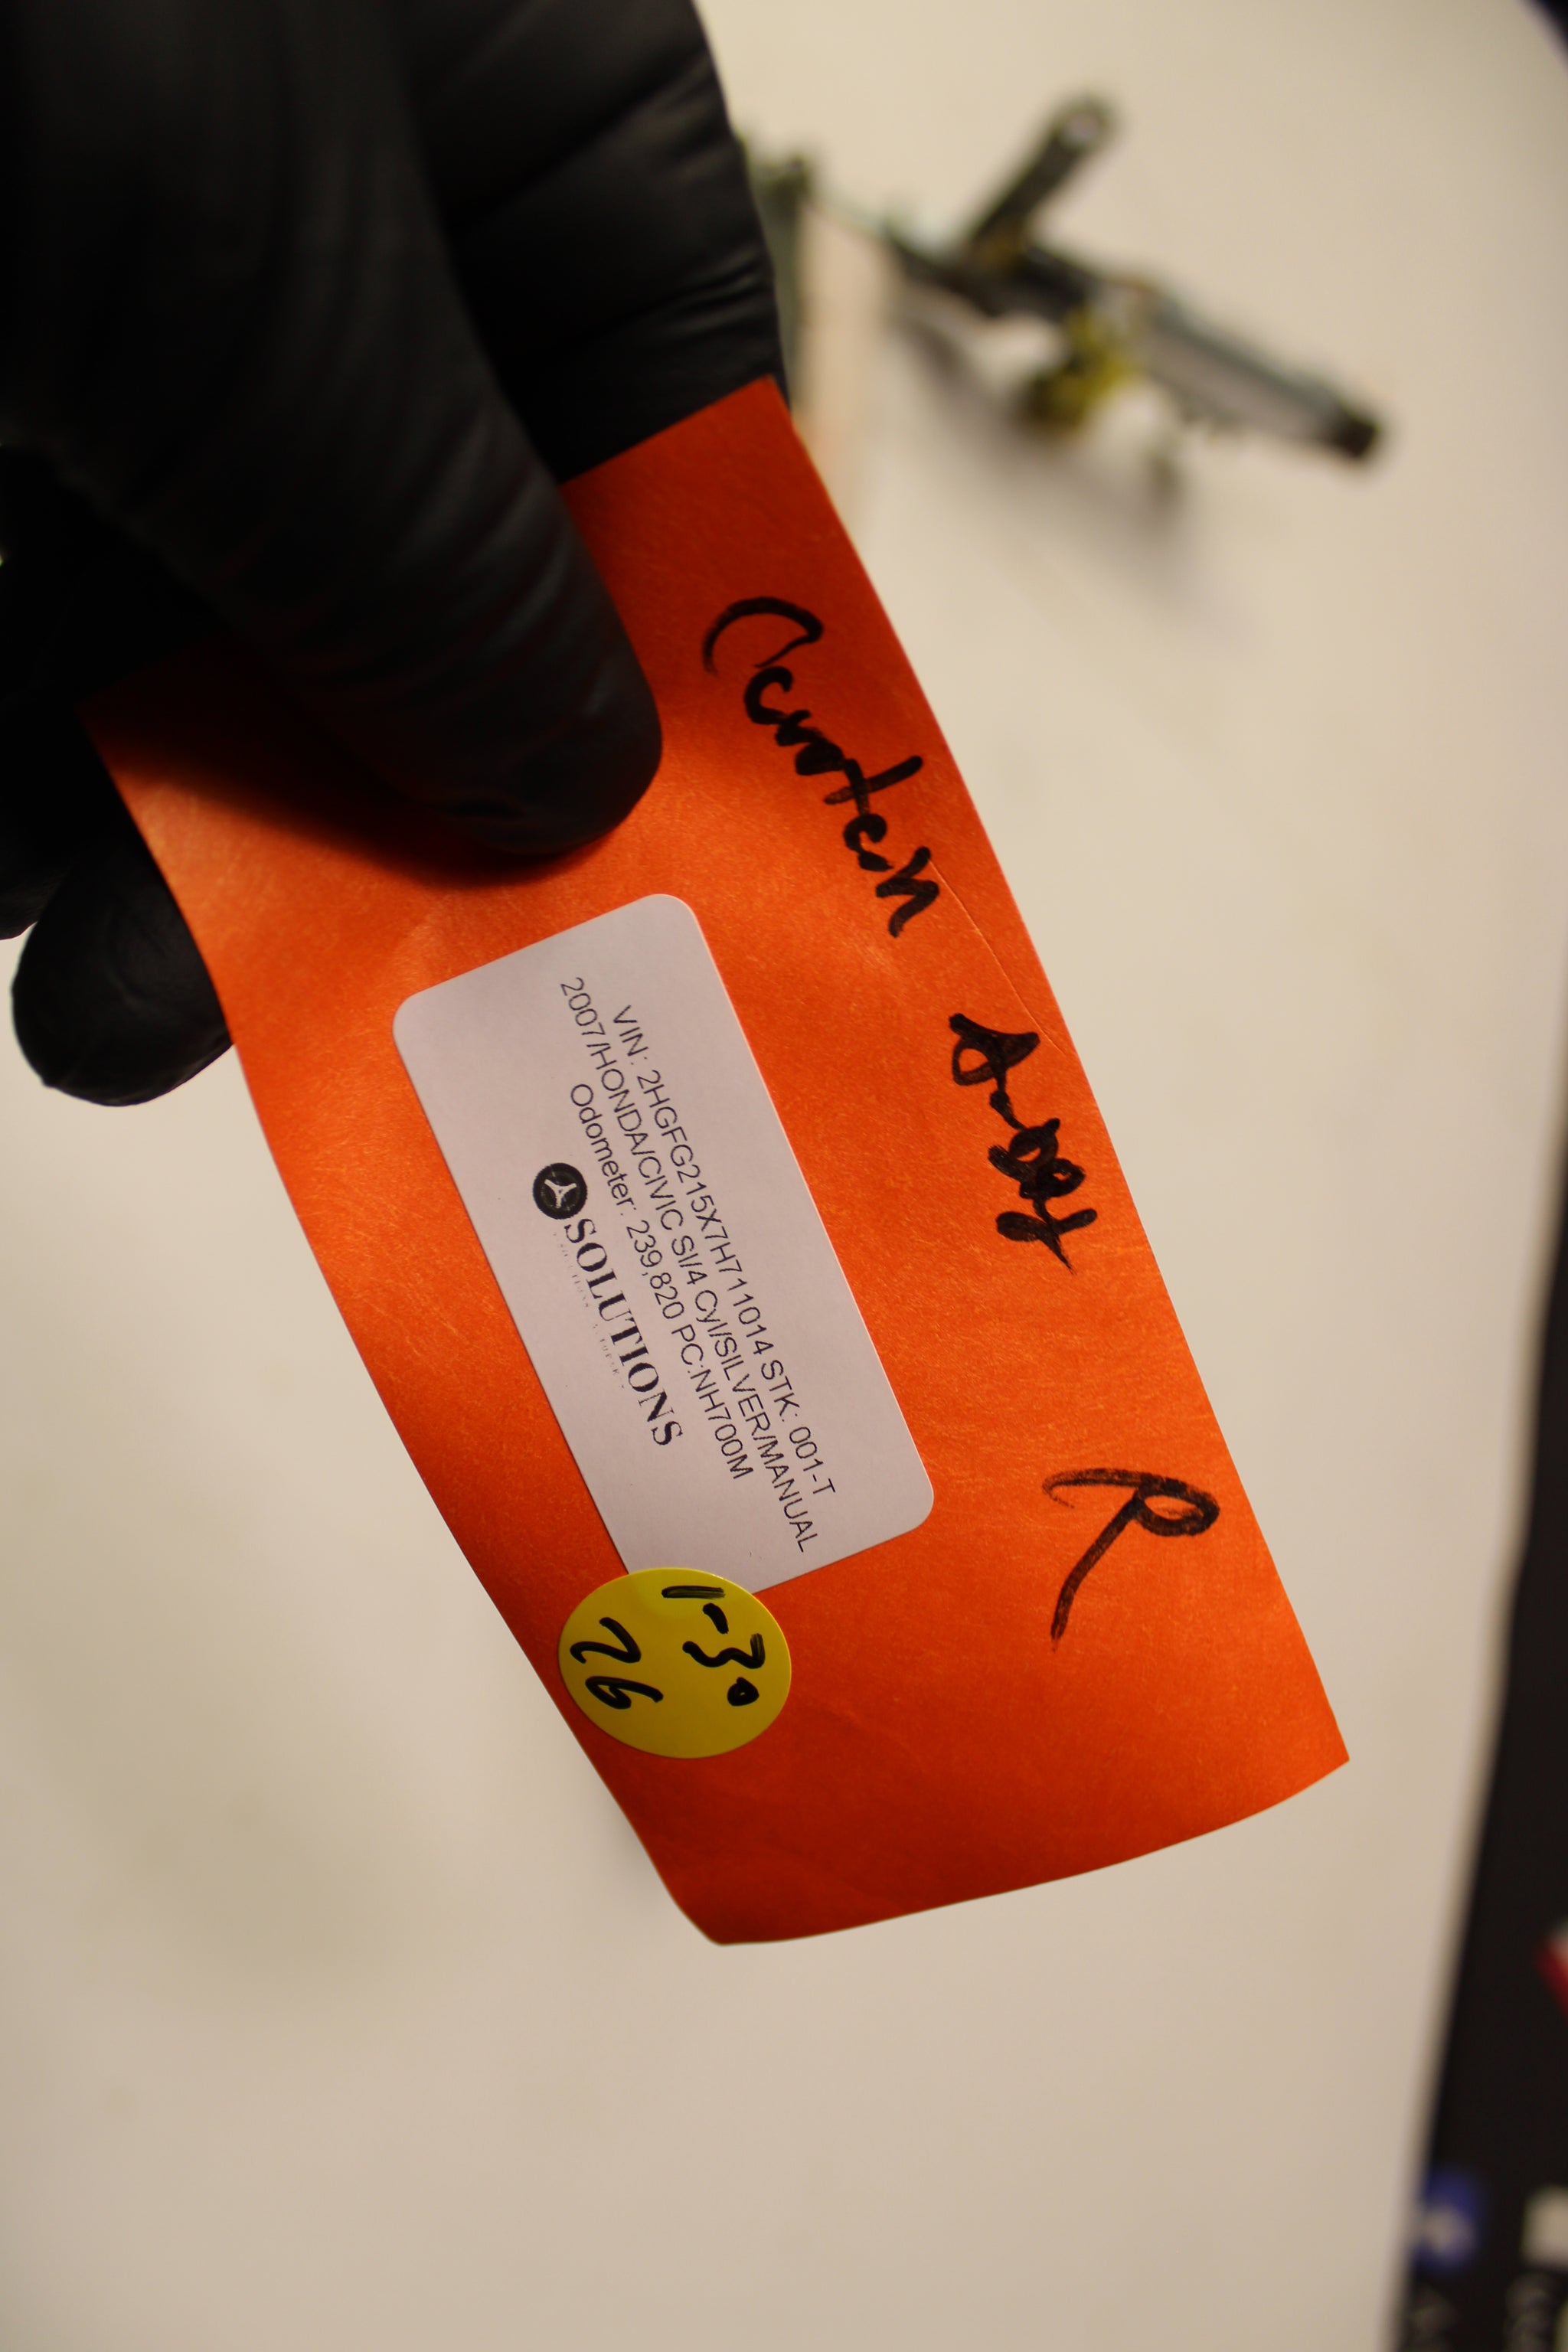 Curtain Airbag R
VIN: 2HGFG215X7H711014 STK: 001-T
2007/HONDA/CIVIC SI/4 Cyl/SILVER/MANUAL
Odometer: 239,820 PC:NH700M
SOLUTIONS
1-30
26